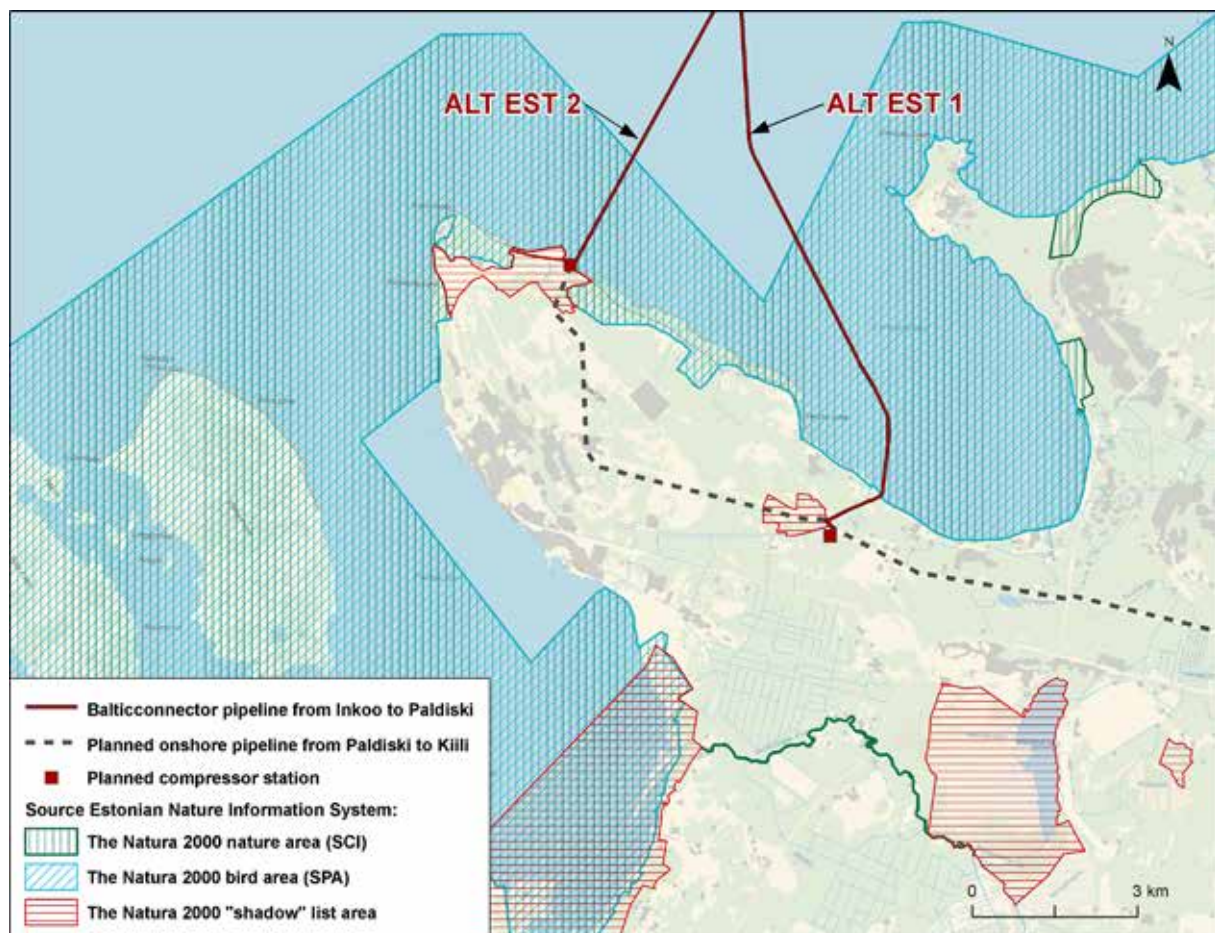 N
ALT EST 2
ALT EST 1
Balticconnector pipeline from Inkoo to Paldiski
Planned onshore pipeline from Paldiski to Kiili
Planned compressor station
Source Estonian Nature Information System:
The Natura 2000 nature area (SCI)
The Natura 2000 bird area (SPA)
The Natura 2000 "shadow" list area
0 3 km